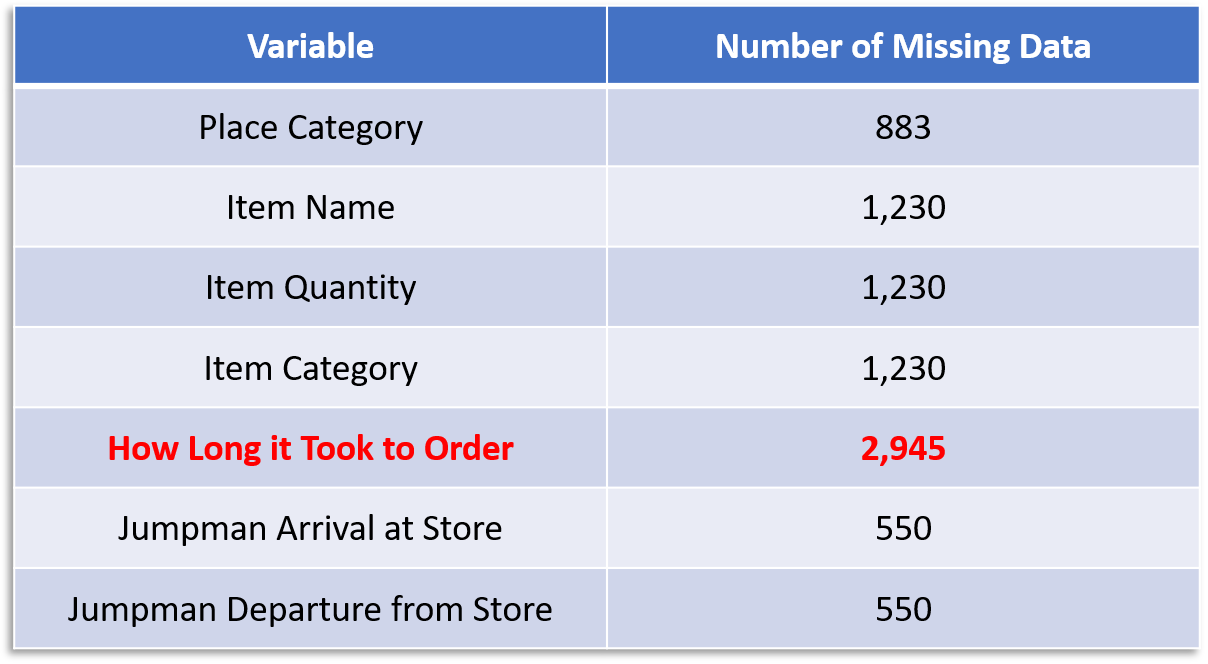 Variable Number of Missing Data
Place Category 883
Item Name 1,230
Item Quantity 1,230
Item Category 1,230
How Long it Took to Order 2,945
Jumpman Arrival at Store 550
Jumpman Departure from Store 550